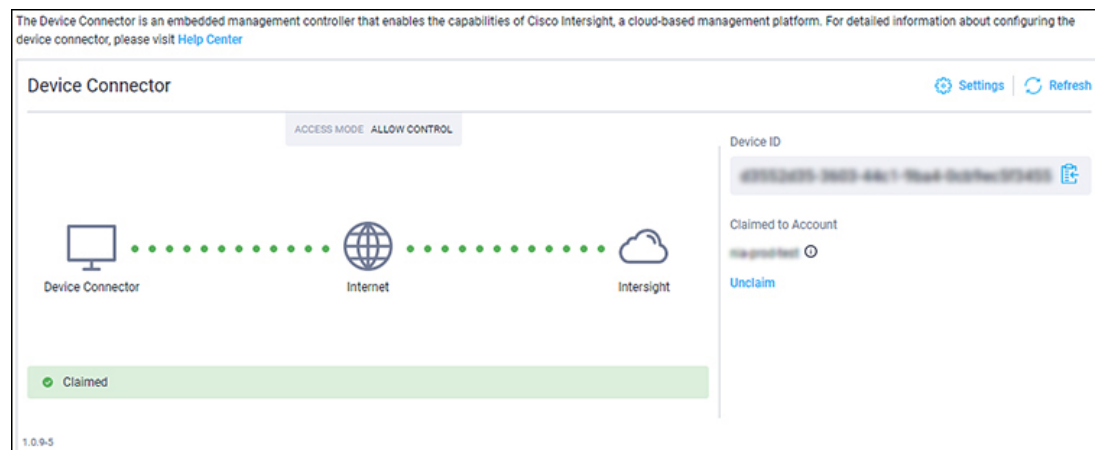 The Device Connector is an embedded management controller that enables the capabilities of Cisco Intersight, a cloud-based management platform. For detailed information about configuring the
device connector, please visit Help Center
Device Connector
Settings
Refresh
ACCESS MODE ALLOW CONTROL
Device ID
Claimed to Account
Unclaim
Device Connector
Internet
Intersight
Claimed
1.0.9-5